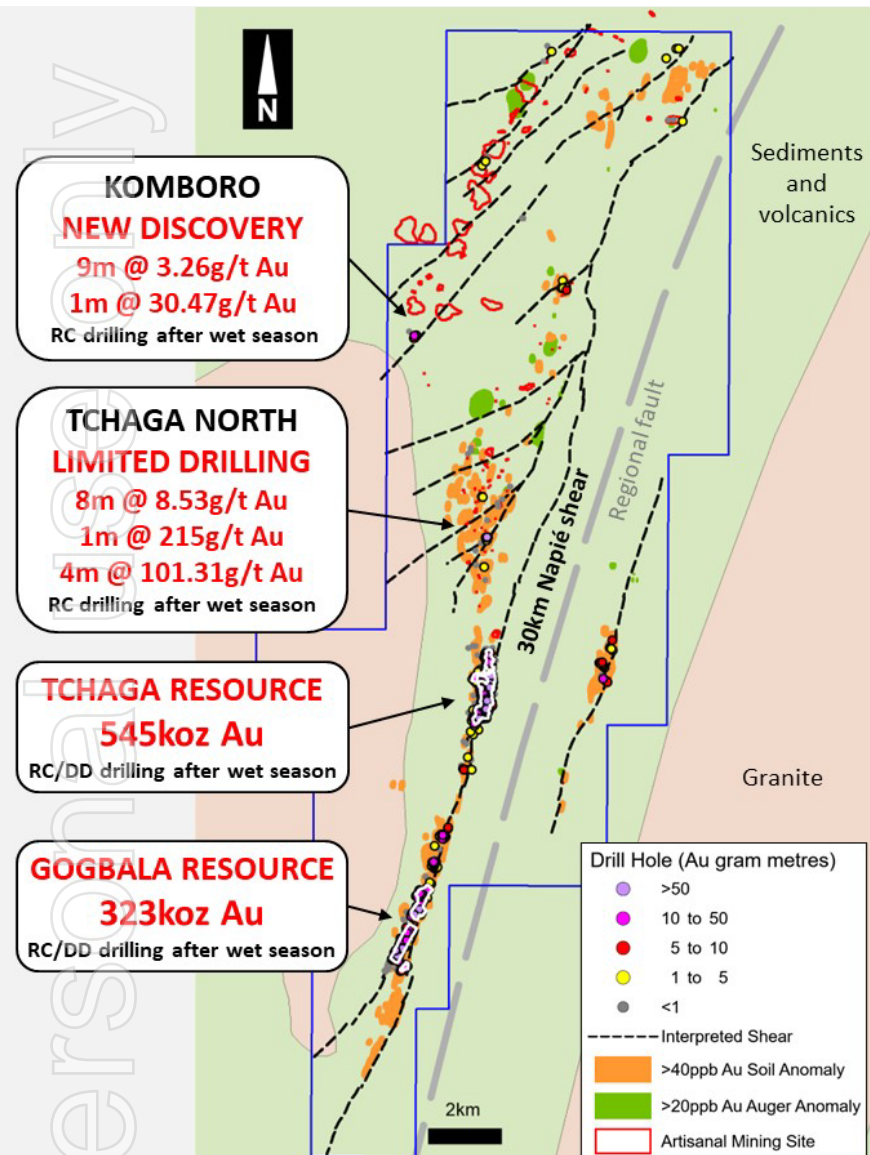 N
KOMBORO
NEW DISCOVERY
9m @ 3.26g/t Au
1m @ 30.47g/t Au
RC drilling after wet season
TCHAGA NORTH
LIMITED DRILLING
8m @ 8.53g/t Au
1m @ 215g/t Au
4m @ 101.31g/t Au
RC drilling after wet season
TCHAGA RESOURCE
545koz Au
RC/DD drilling after wet season
GOGBALA RESOURCE
323koz Au
RC/DD drilling after wet season
Sediments
and
volcanics
Regional fault
30km Napié shear
Granite
Drill Hole (Au gram metres)
>50
10 to 50
5 to 10
1 to 5
<1
Interpreted Shear
>40ppb Au Soil Anomaly
>20ppb Au Auger Anomaly
Artisanal Mining Site
2km
ersonal use only